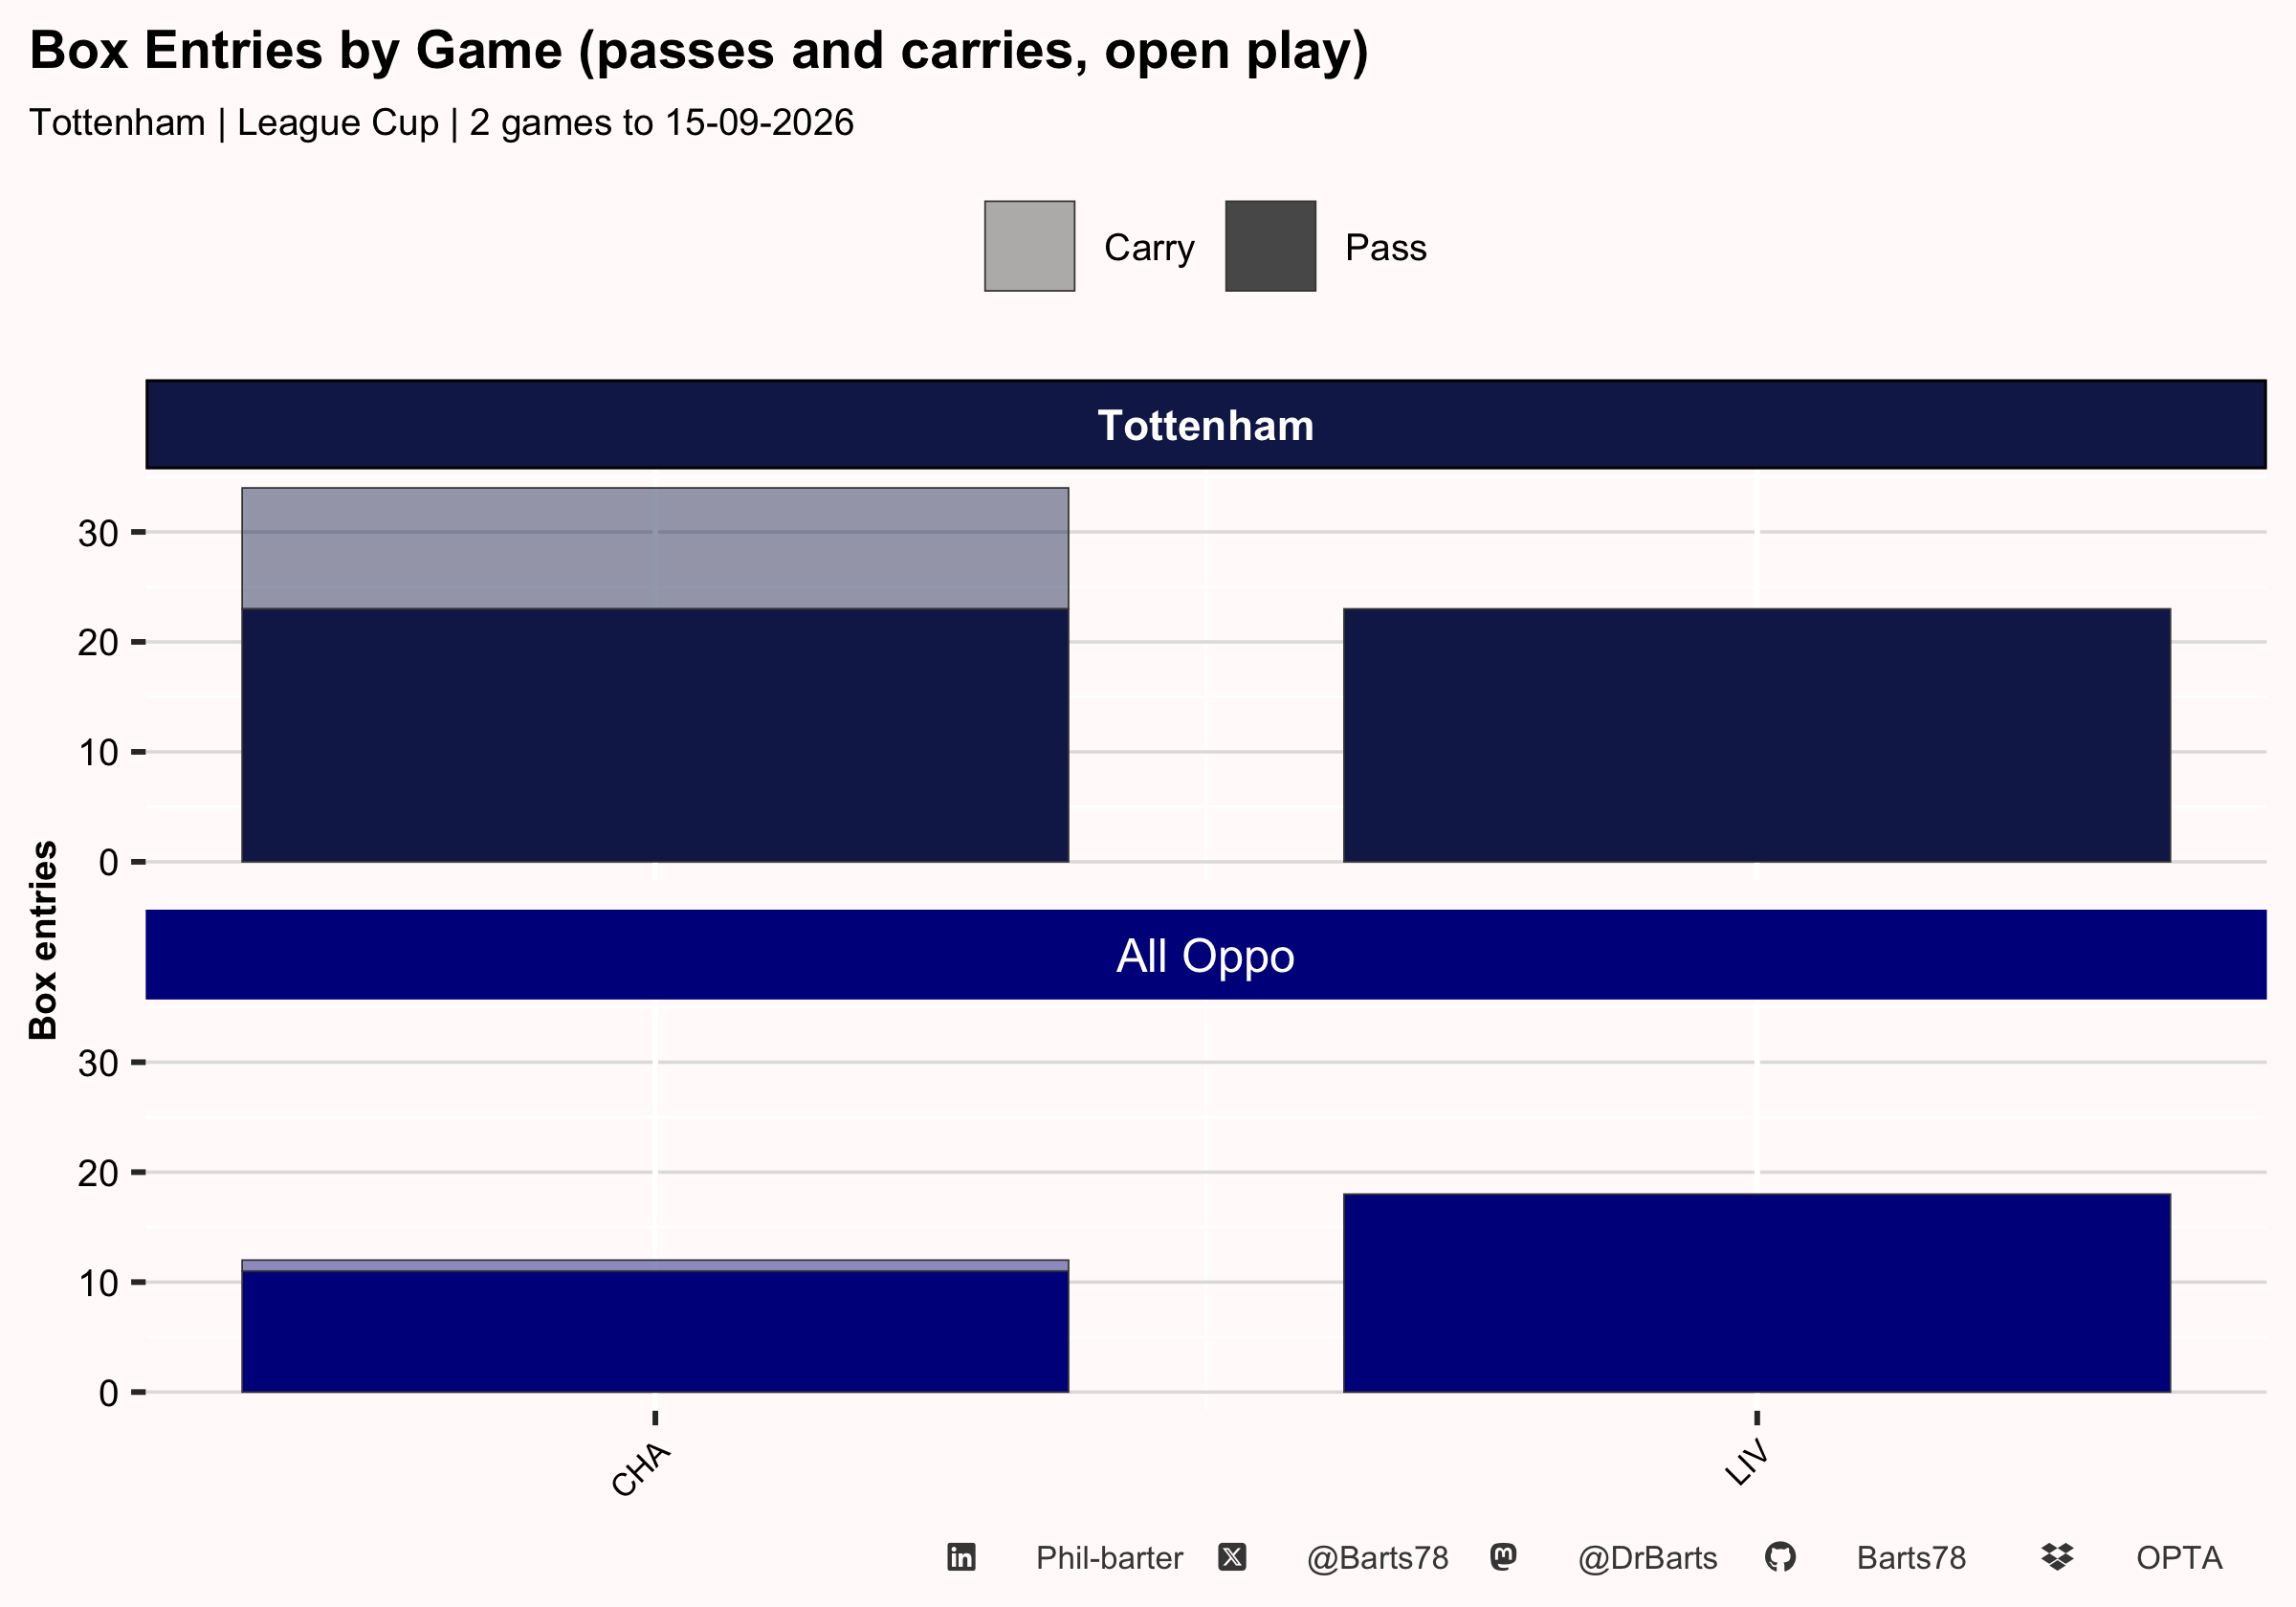 Box Entries by Game (passes and carries, open play)
Tottenham | League Cup | 2 games to 15-09-2026
Carry
Pass
Tottenham
30
20
10
0
Box entries
All Oppo
30
20
10
0
CHA
LIV
Phil-barter @Barts78 @DrBarts Barts78 OPTA